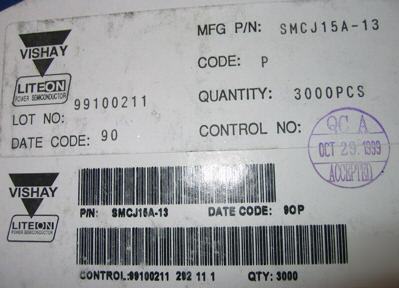 VISHAY
LITEON
POWER SEMICONDUCTOR
LOT NO: 99100211
DATE CODE: 90
MFG P/N: SMCJ15A-13
CODE: P
QUANTITY: 3000PCS
CONTROL NO:
QC A
OCT 29. 1999
ACCEPTED
VISHAY
LITEON
POWER SEMICONDUCTOR
P/N: SMCJ15A-13 DATE CODE: 90P
CONTROL:99100211 292 11 1 QTY: 3000